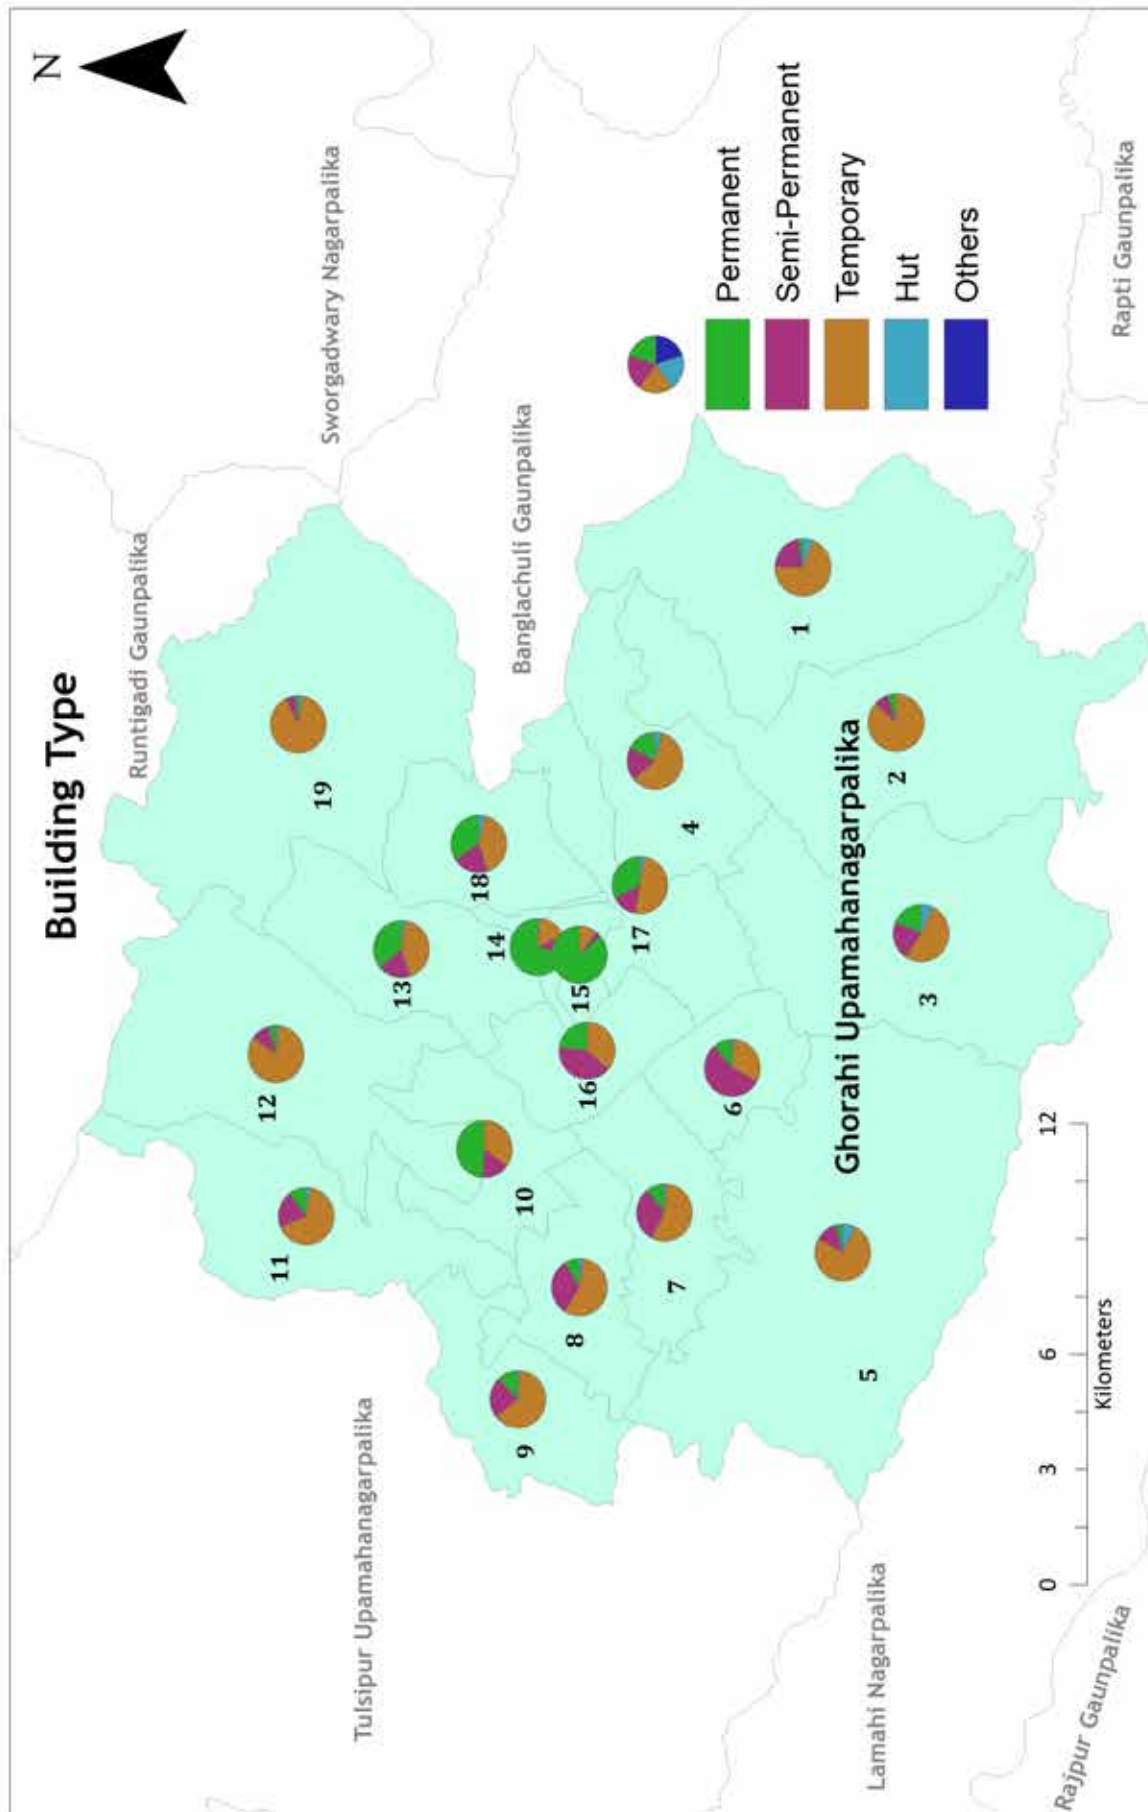 Building Type
N
Runtigadi Gaunpalika
Sworgadwary Nagarpalika
Tulsipur Upamahanagarpalika
Banglachuli Gaunpalika
19
12
11
13
18
14
10
15
9
8
16
17
7
4
6
Ghorahi Upamahanagarpalika
1
5
3
2
Lamahi Nagarpalika
Rajpur Gaunpalika
Rapti Gaunpalika
Permanent
Semi-Permanent
Temporary
Hut
Others
0 3 6 12
Kilometers